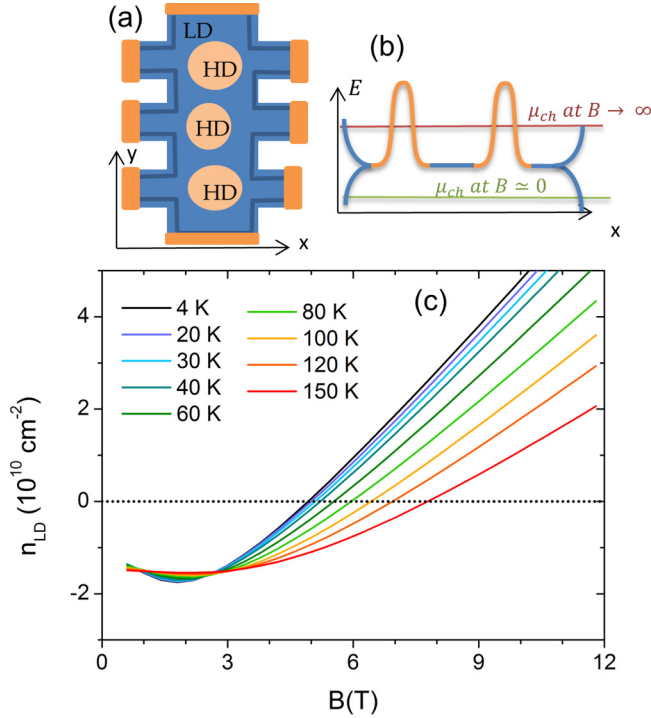 (a)
LD
HD
HD
HD
y
x
(b)
E
μ_ch at B → ∞
μ_ch at B ≃ 0
x
(c)
4 K
20 K
30 K
40 K
60 K
80 K
100 K
120 K
150 K
4
2
0
-2
n_LD (10^10 cm^-2)
0 3 6 9 12
B(T)